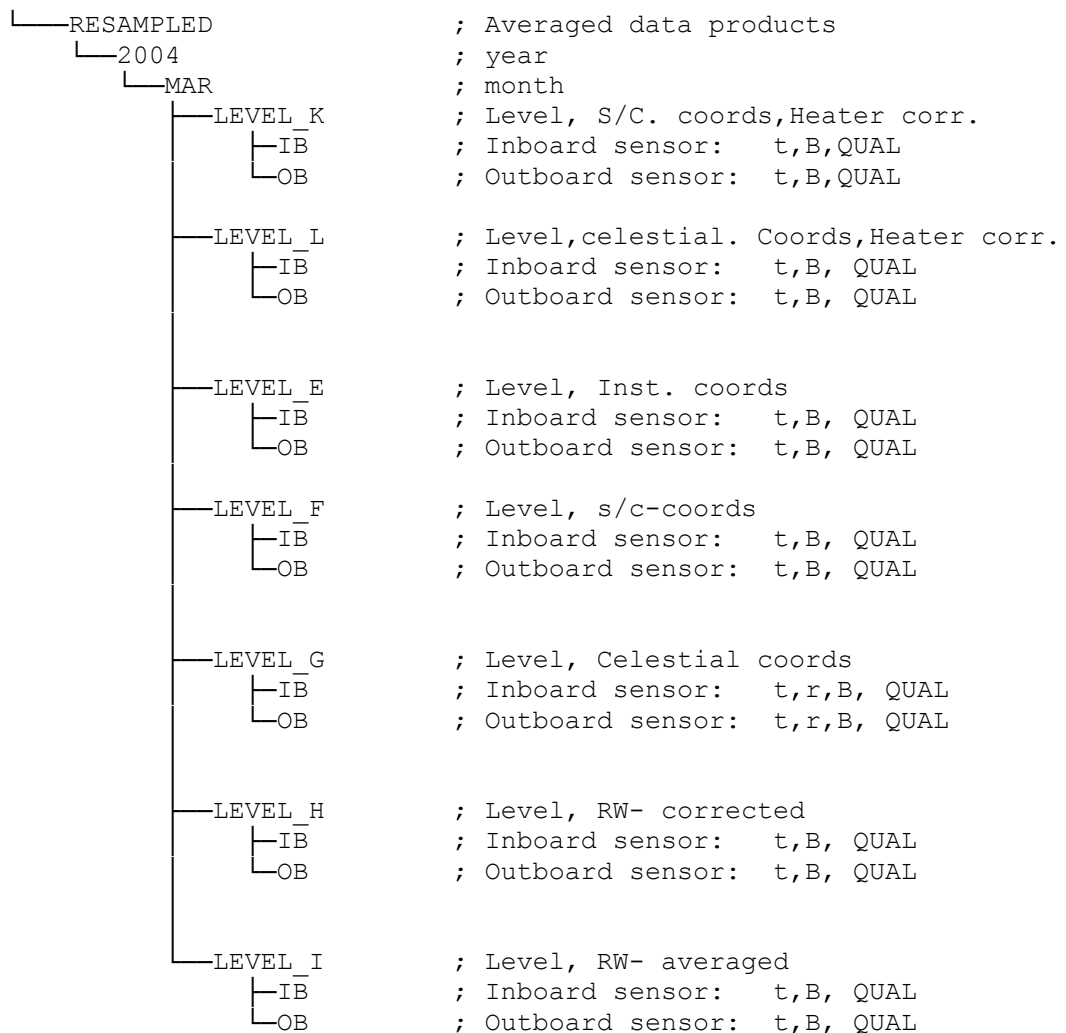 └────RESAMPLED ; Averaged data products
└──2004 ; year
└──MAR ; month
├──LEVEL_K ; Level, S/C. coords,Heater corr.
├─IB ; Inboard sensor: t,B,QUAL
└─OB ; Outboard sensor: t,B,QUAL
├──LEVEL_L ; Level,celestial. Coords,Heater corr.
├─IB ; Inboard sensor: t,B, QUAL
└─OB ; Outboard sensor: t,B, QUAL
├──LEVEL_E ; Level, Inst. coords
├─IB ; Inboard sensor: t,B, QUAL
└─OB ; Outboard sensor: t,B, QUAL
├──LEVEL_F ; Level, s/c-coords
├─IB ; Inboard sensor: t,B, QUAL
└─OB ; Outboard sensor: t,B, QUAL
├──LEVEL_G ; Level, Celestial coords
├─IB ; Inboard sensor: t,r,B, QUAL
└─OB ; Outboard sensor: t,r,B, QUAL
├──LEVEL_H ; Level, RW- corrected
├─IB ; Inboard sensor: t,B, QUAL
└─OB ; Outboard sensor: t,B, QUAL
└──LEVEL_I ; Level, RW- averaged
├─IB ; Inboard sensor: t,B, QUAL
└─OB ; Outboard sensor: t,B, QUAL